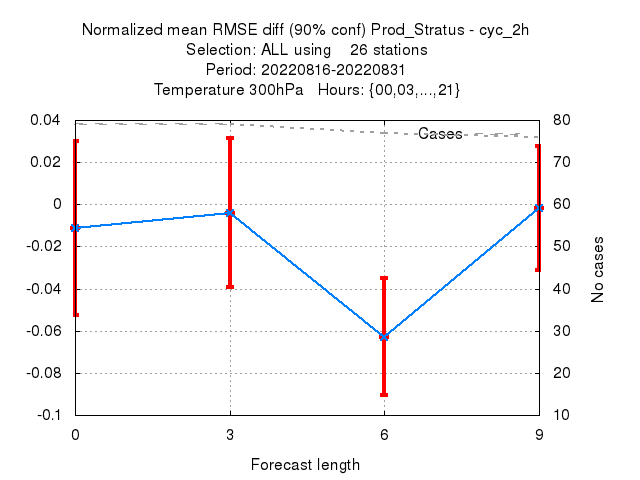 Normalized mean RMSE diff (90% conf) Prod_Stratus - cyc_2h
Selection: ALL using    26 stations
Period: 20220816-20220831
Temperature 300hPa   Hours: {00,03,...,21}
0.04
0.02
0
-0.02
-0.04
-0.06
-0.08
-0.1
Cases
80
70
60
50
40
30
20
10
No cases
0 3 6 9
Forecast length